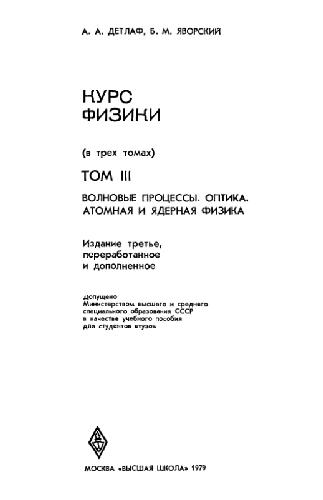 А. А. ДЕТЛАФ, Б. М. ЯВОРСКИЙ
КУРС
ФИЗИКИ
(в трех томах)
ТОМ III
ВОЛНОВЫЕ ПРОЦЕССЫ. ОПТИКА.
АТОМНАЯ И ЯДЕРНАЯ ФИЗИКА
Издание третье,
переработанное
и дополненное
Допущено
Министерством высшего и среднего
специального образования СССР
в качестве учебного пособия
для студентов втузов
МОСКВА «ВЫСШАЯ ШКОЛА» 1979